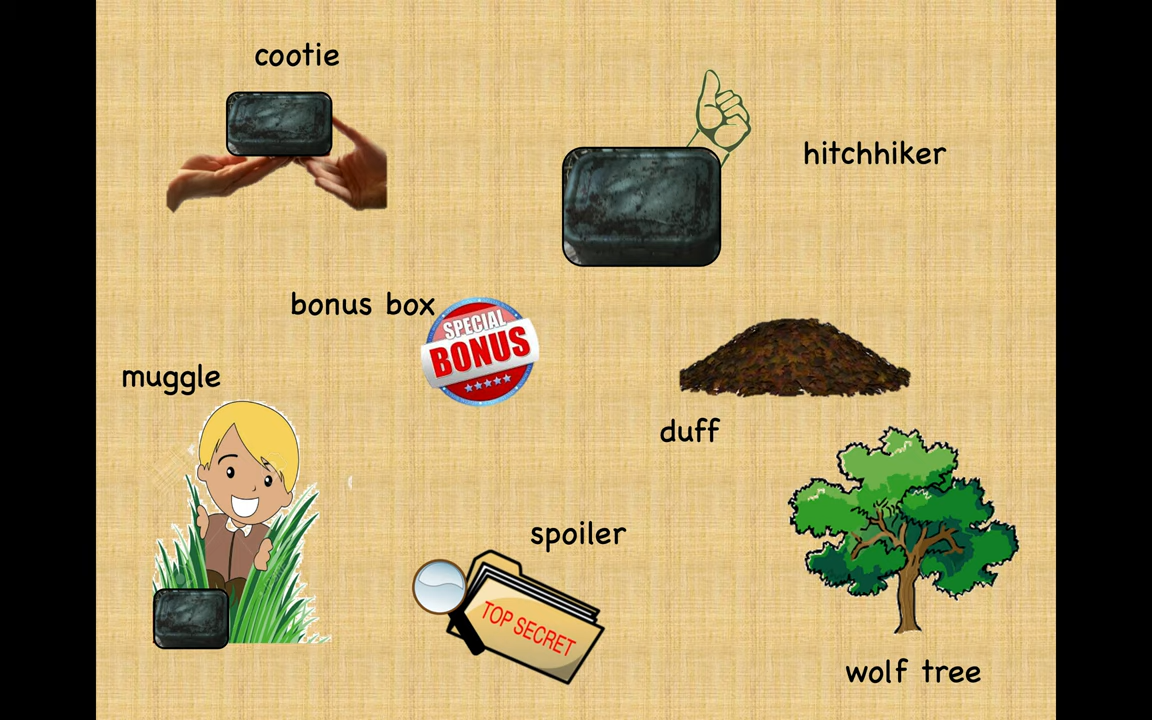 cootie
hitchhiker
bonus box
SPECIAL
BONUS
muggle
duff
spoiler
TOP SECRET
wolf tree